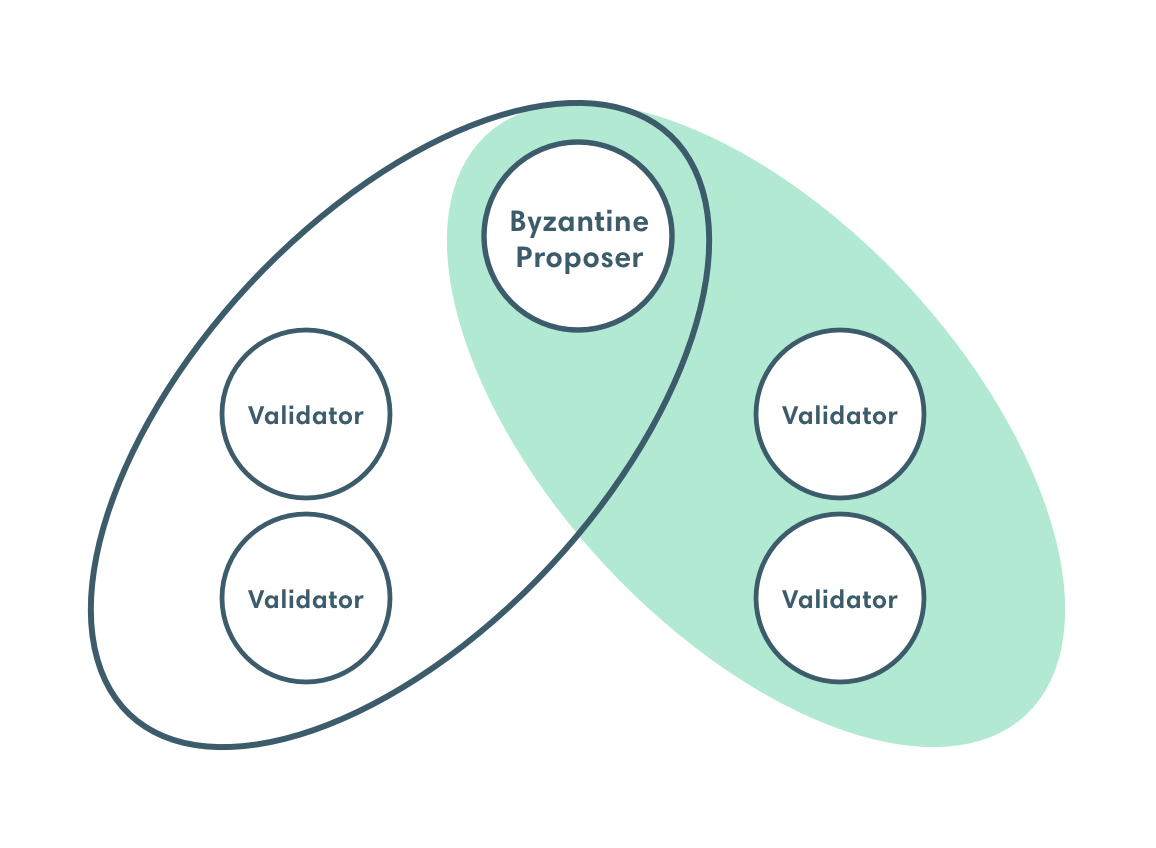 Byzantine
Proposer
Validator
Validator
Validator
Validator